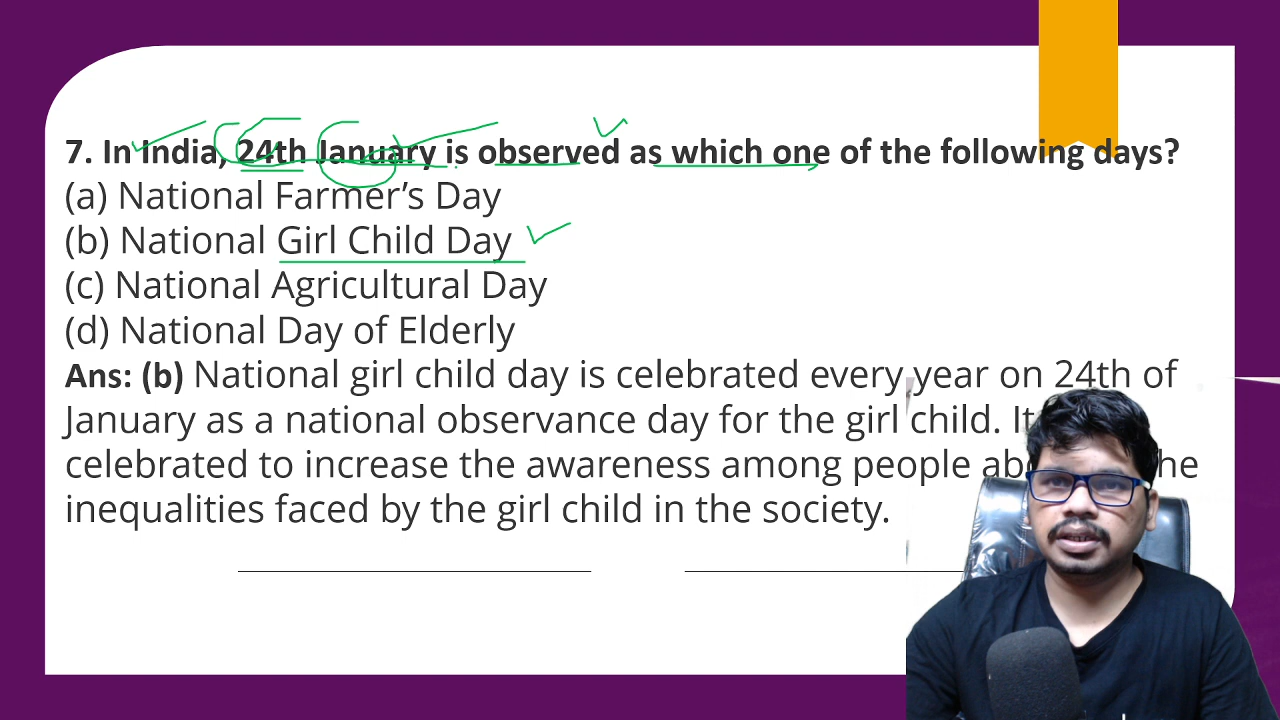 7. In India, 24th January is observed as which one of the following days?
(a) National Farmer’s Day
(b) National Girl Child Day
(c) National Agricultural Day
(d) National Day of Elderly
Ans: (b) National girl child day is celebrated every year on 24th of
January as a national observance day for the girl child. It
celebrated to increase the awareness among people
inequalities faced by the girl child in the society.